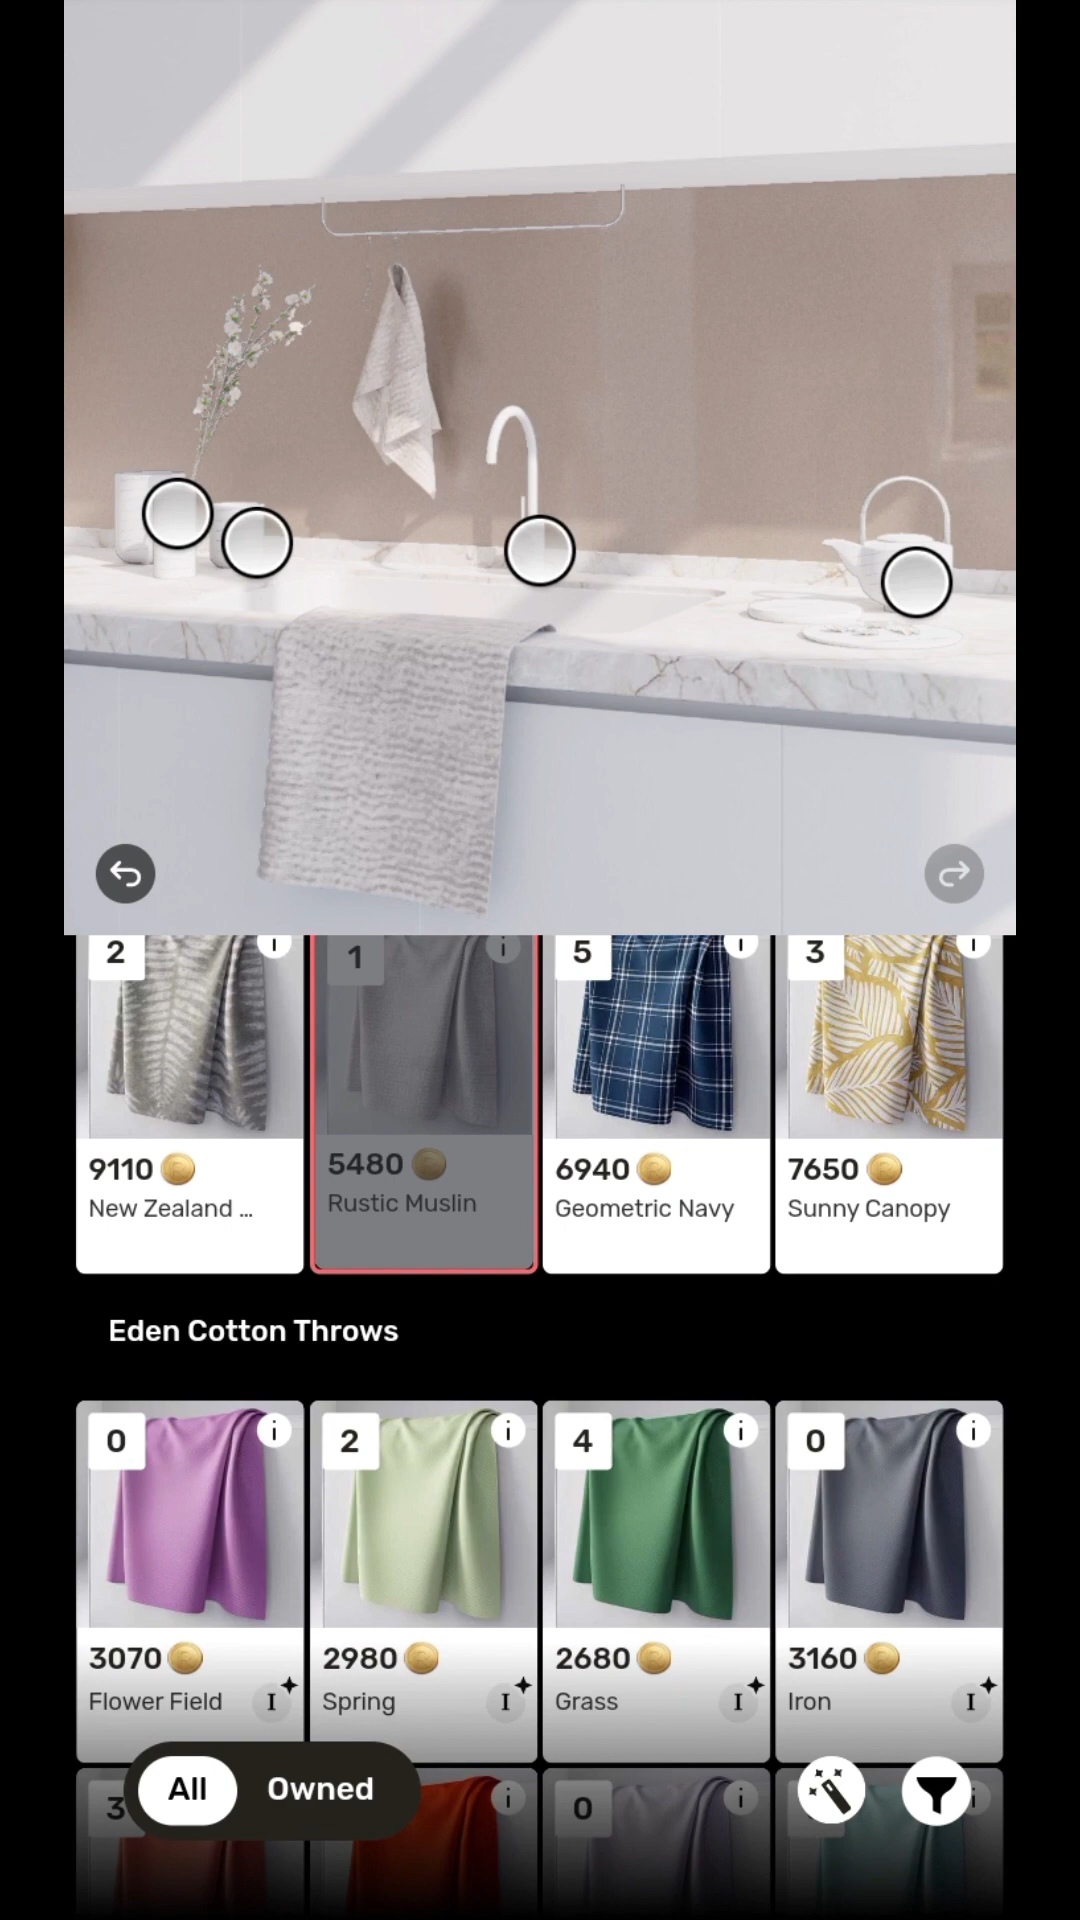 2
1
i
5
i
3
i
9110
New Zealand ...
5480
Rustic Muslin
6940
Geometric Navy
7650
Sunny Canopy
Eden Cotton Throws
0
i
2
i
4
i
0
i
3070
Flower Field
I
2980
Spring
I
2680
Grass
I
3160
Iron
I
3
All
Owned
i
0
i
i